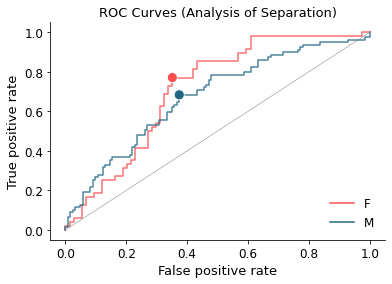 ROC Curves (Analysis of Separation)
True positive rate
1.0
0.8
0.6
0.4
0.2
0.0
0.0 0.2 0.4 0.6 0.8 1.0
False positive rate
F
M